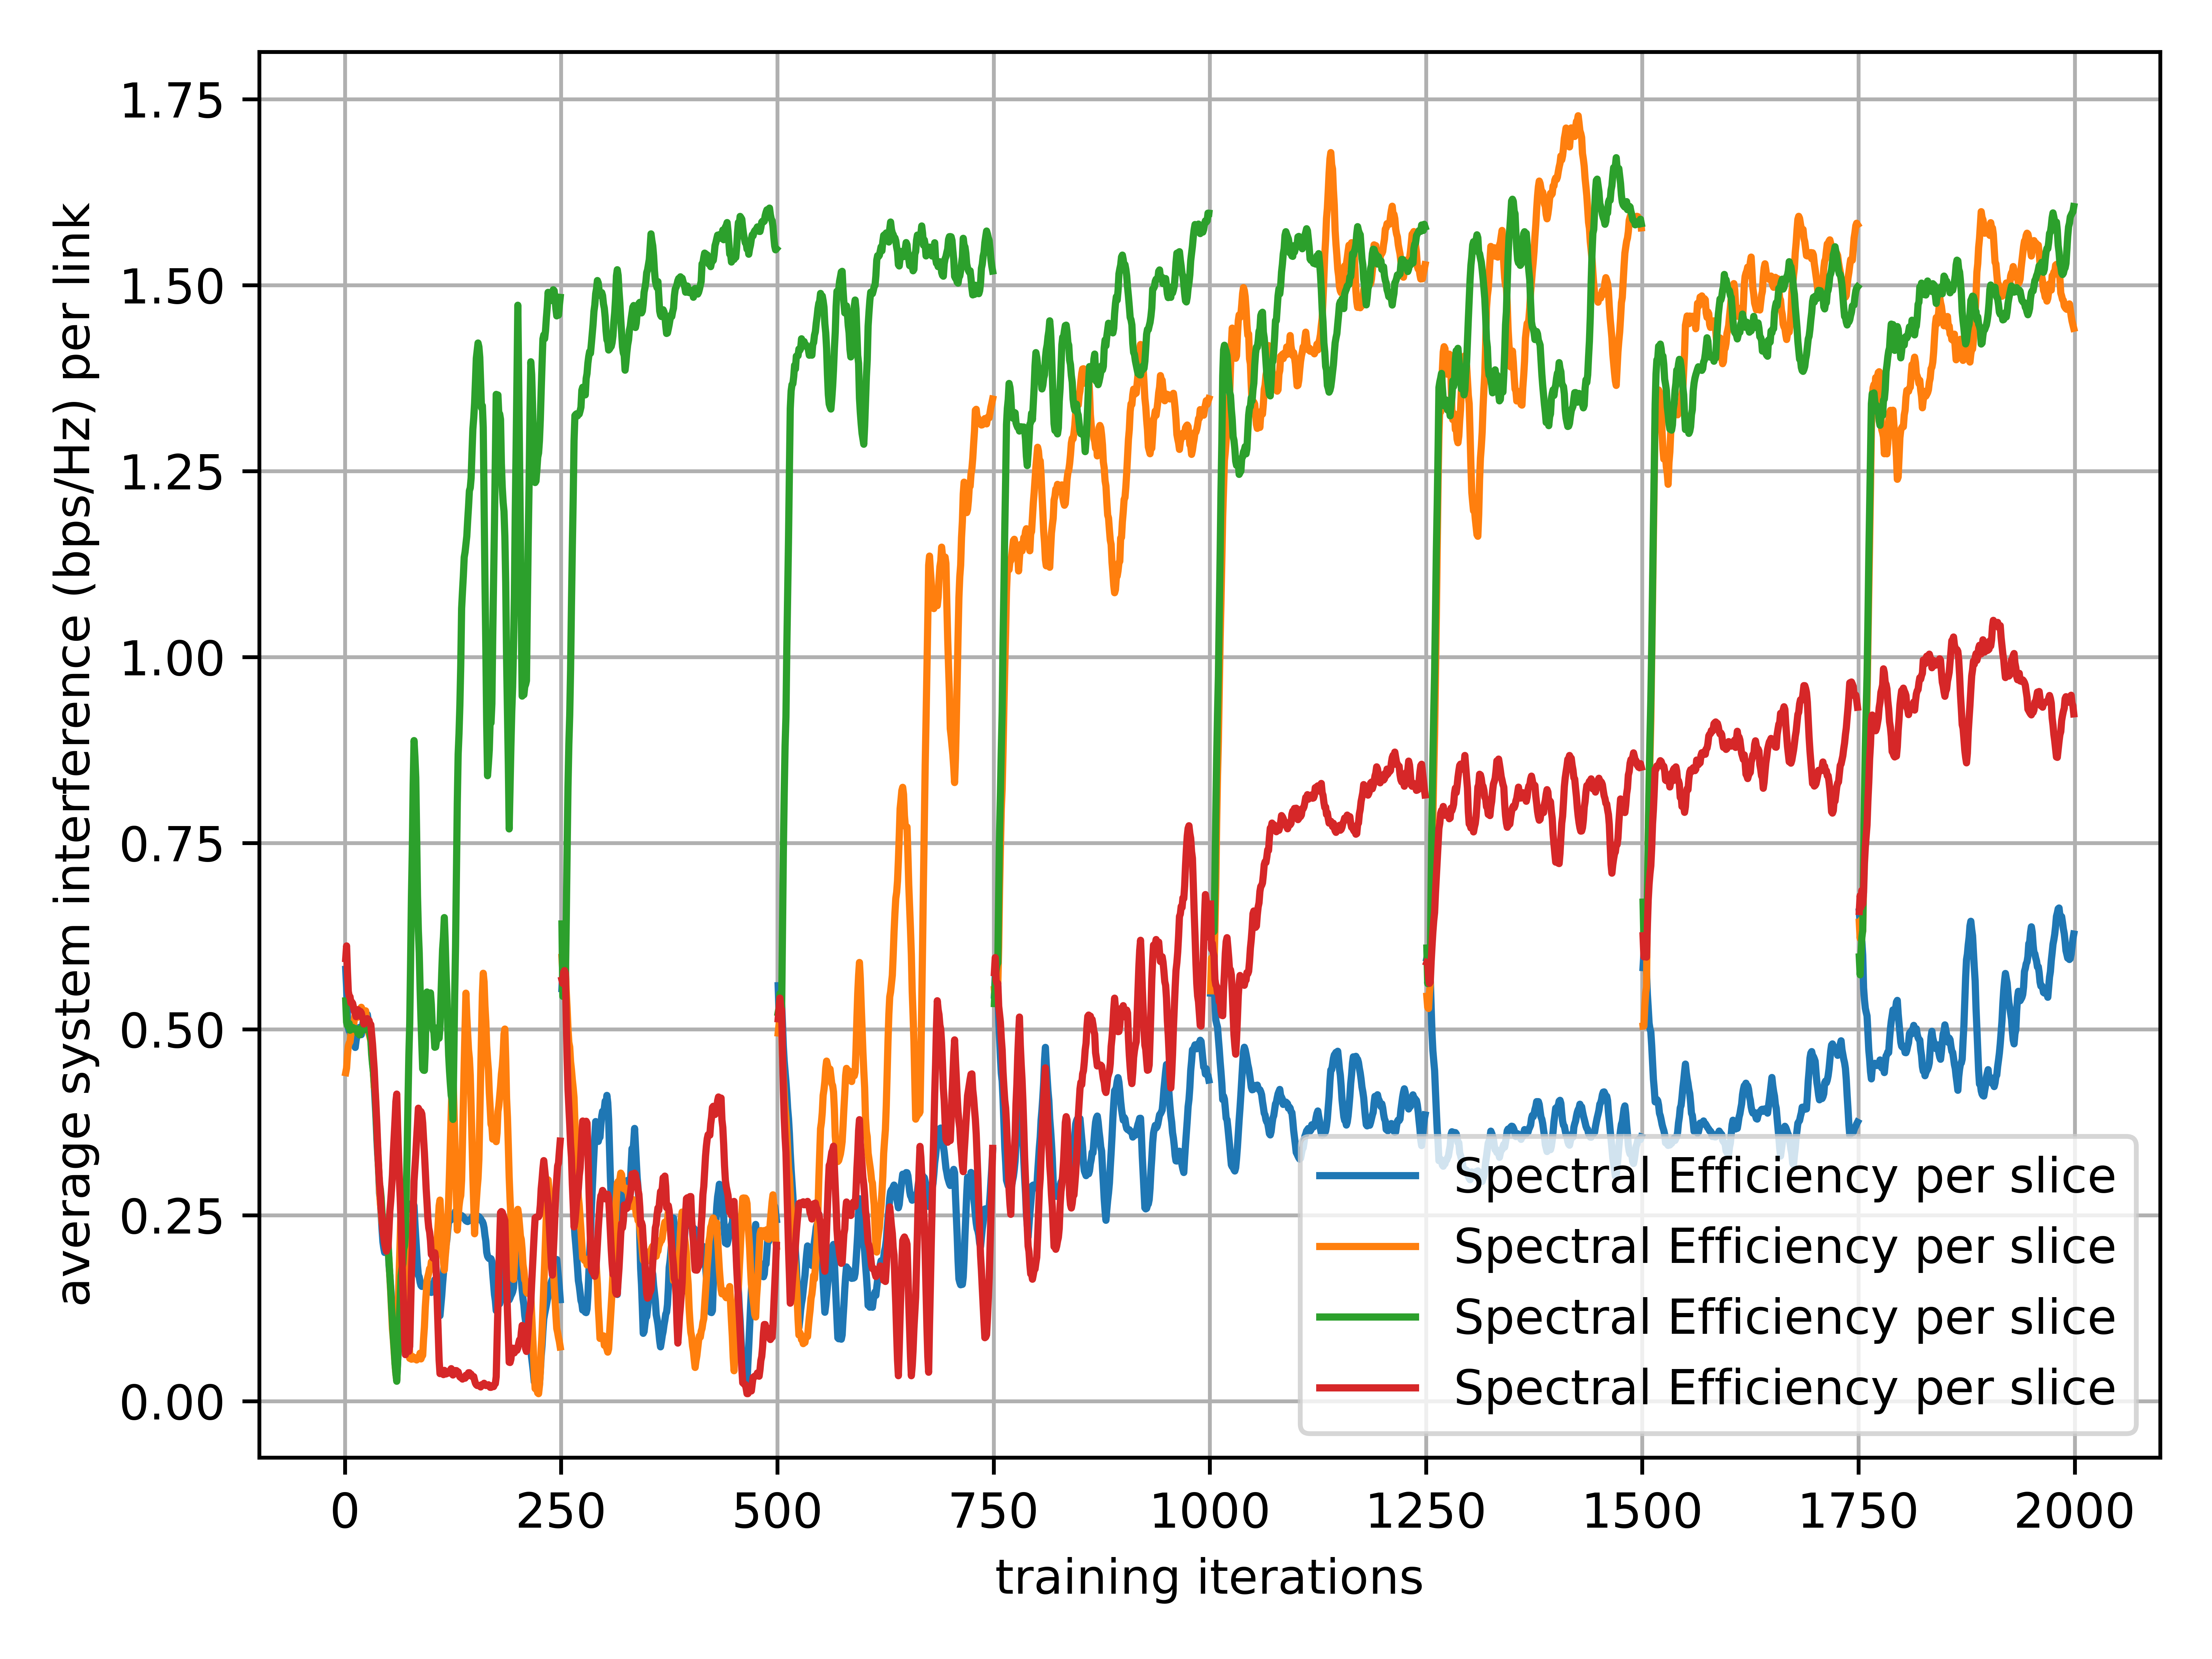 average system interference (bps/Hz) per link
1.75
1.50
1.25
1.00
0.75
0.50
0.25
0.00
Spectral Efficiency per slice
Spectral Efficiency per slice
Spectral Efficiency per slice
Spectral Efficiency per slice
0 250 500 750 1000 1250 1500 1750 2000
training iterations